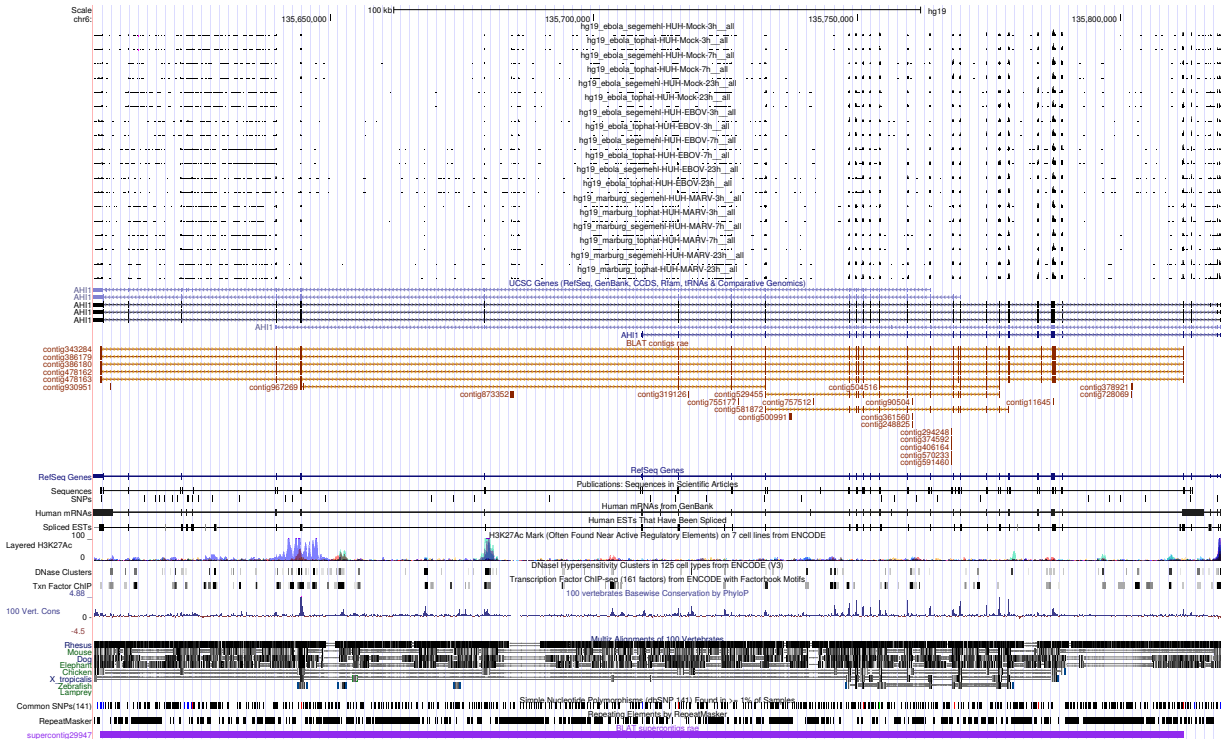 Scale
100 kb
hg19
chr6:
135,650,000
135,700,000
135,750,000
135,800,000
hg19_ebola_segemehl-HUH-Mock-3h__all
hg19_ebola_tophat-HUH-Mock-3h__all
hg19_ebola_segemehl-HUH-Mock-7h__all
hg19_ebola_tophat-HUH-Mock-7h__all
hg19_ebola_segemehl-HUH-Mock-23h__all
hg19_ebola_tophat-HUH-Mock-23h__all
hg19_ebola_segemehl-HUH-EBOV-3h__all
hg19_ebola_tophat-HUH-EBOV-3h__all
hg19_ebola_segemehl-HUH-EBOV-7h__all
hg19_ebola_tophat-HUH-EBOV-7h__all
hg19_ebola_segemehl-HUH-EBOV-23h__all
hg19_ebola_tophat-HUH-EBOV-23h__all
hg19_marburg_segemehl-HUH-MARV-3h__all
hg19_marburg_tophat-HUH-MARV-3h__all
hg19_marburg_segemehl-HUH-MARV-7h__all
hg19_marburg_tophat-HUH-MARV-7h__all
hg19_marburg_segemehl-HUH-MARV-23h__all
hg19_marburg_tophat-HUH-MARV-23h__all
UCSC Genes (RefSeq, GenBank, CCDS, Rfam, tRNAs & Comparative Genomics)
AHI1
AHI1
AHI1
AHI1
AHI1
AHI1
AHI1
BLAT contigs rae
contig343284
contig386179
contig386180
contig478162
contig478163
contig930951
contig967269
contig504516
contig378921
contig873352
contig319126
contig529455
contig728069
contig755177
contig757512
contig90504
contig11645
contig581872
contig500991
contig361560
contig248825
contig294248
contig374592
contig406164
contig570233
contig591460
RefSeq Genes
RefSeq Genes
Publications: Sequences in Scientific Articles
Sequences
SNPs
Human mRNAs from GenBank
Human mRNAs
Human ESTs That Have Been Spliced
Spliced ESTs
100
H3K27Ac Mark (Often Found Near Active Regulatory Elements) on 7 cell lines from ENCODE
Layered H3K27Ac
0
DNaseI Hypersensitivity Clusters in 125 cell types from ENCODE (V3)
DNase Clusters
Transcription Factor ChIP-seq (161 factors) from ENCODE with Factorbook Motifs
Txn Factor ChIP
4.88
100 vertebrates Basewise Conservation by PhyloP
100 Vert. Cons
0
-4.5
Multiz Alignments of 100 Vertebrates
Rhesus
Mouse
Dog
Elephant
Chicken
X_tropicalis
Zebrafish
Lamprey
Simple Nucleotide Polymorphisms (dbSNP 141) Found in >= 1% of Samples
Common SNPs(141)
Repeating Elements by RepeatMasker
RepeatMasker
BLAT supercontigs rae
supercontig29947